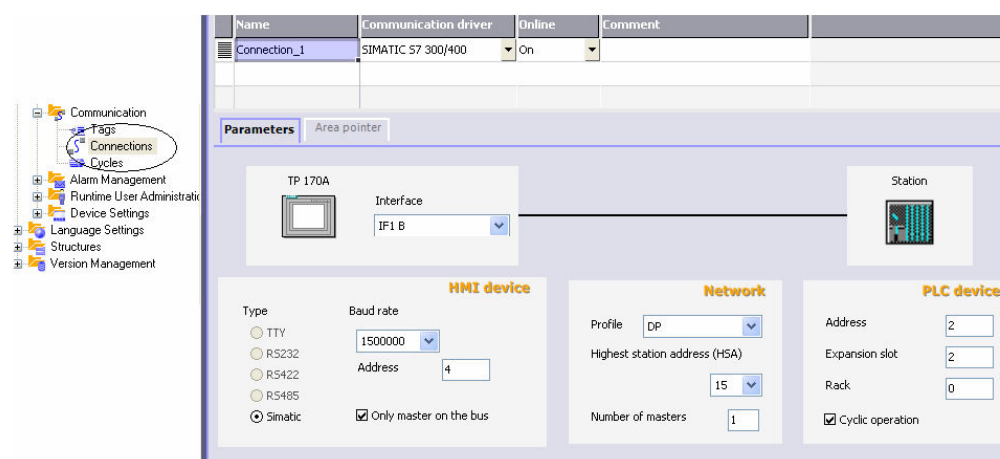 Name Communication driver Online Comment
Connection_1 SIMATIC S7 300/400 On
Communication
Tags
Connections
Cycles
Alarm Management
Runtime User Administratio
Device Settings
Language Settings
Structures
Version Management
Parameters Area pointer
TP 170A
Interface
IF1 B
Station
HMI device
Type Baud rate
TTY
1500000
RS232
Address 4
RS422
RS485
Simatic Only master on the bus
Network
Profile DP
Highest station address (HSA)
15
Number of masters 1
PLC device
Address 2
Expansion slot 2
Rack 0
Cyclic operation